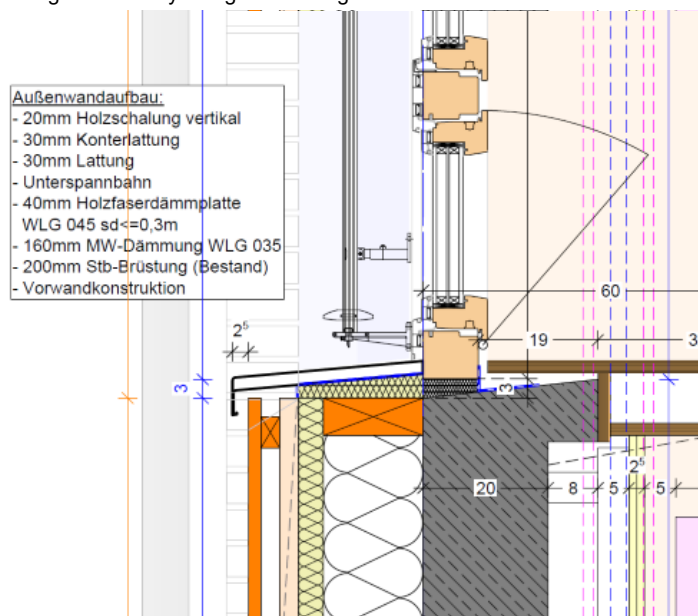 Außenwandaufbau:
- 20mm Holzschalung vertikal
- 30mm Konterlattung
- 30mm Lattung
- Unterspannbahn
- 40mm Holzfaserdämmplatte
WLG 045 sd<=0,3m
- 160mm MW-Dämmung WLG 035
- 200mm Stb-Brüstung (Bestand)
- Vorwandkonstruktion
60
2⁵
19
3
3
3
2⁵
20
8
5
5